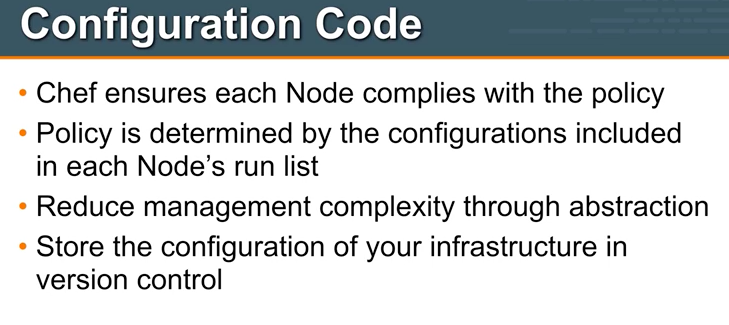 Configuration Code
• Chef ensures each Node complies with the policy
• Policy is determined by the configurations included
in each Node’s run list
• Reduce management complexity through abstraction
• Store the configuration of your infrastructure in
version control